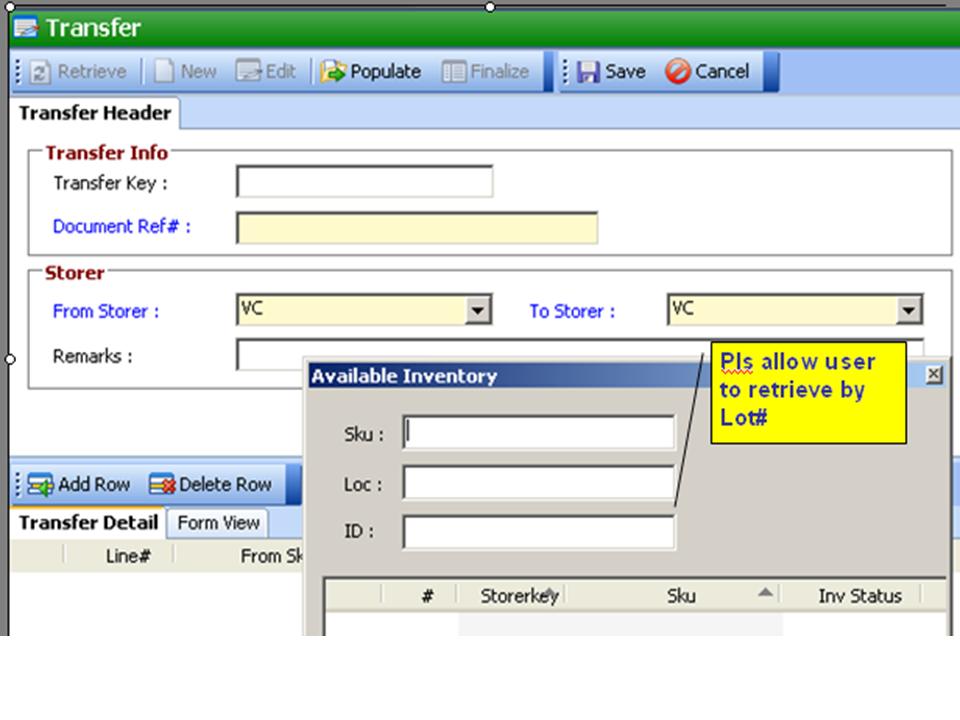 Transfer
Retrieve New Edit Populate Finalize Save Cancel
Transfer Header
Transfer Info
Transfer Key :
Document Ref# :
Storer
From Storer : VC To Storer : VC
Remarks :
Pls allow user
to retrieve by
Lot#
Available Inventory
Sku :
Loc :
ID :
Add Row Delete Row
Transfer Detail Form View
Line# From Sk
# Storerkey Sku Inv Status